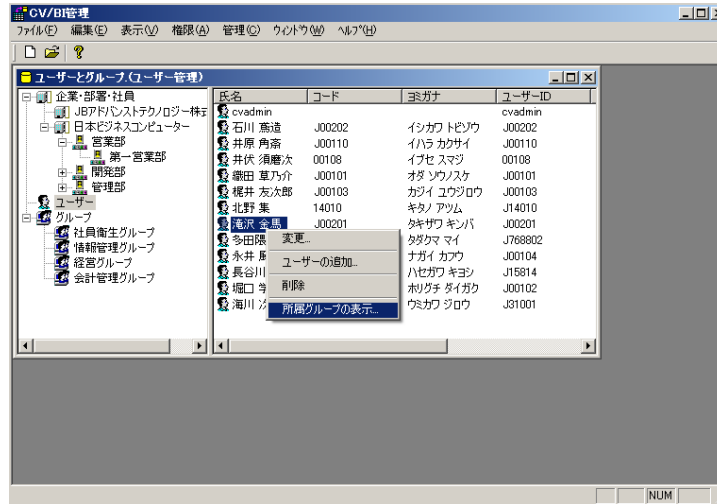 CV/BI管理
ファイル(F) 編集(E) 表示(V) 権限(A) 管理(C) ウィンドウ(W) ヘルプ(H)
ユーザーとグループ.(ユーザー管理)
企業・部署・社員
JBアドバンストテクノロジー株
日本ビジネスコンピューター
営業部
第一営業部
開発部
管理部
ユーザー
グループ
社員衛生グループ
情報管理グループ
経営グループ
会計管理グループ
氏名 コード ヨミガナ ユーザーID
cvadmin cvadmin
石川 鳶造 J00202 イシカワ トビゾウ J00202
井原 角斎 J00110 イハラ カクサイ J00110
井伏 須磨次 00108 イブセ スマジ 00108
織田 草乃介 J00101 オダ ソウノスケ J00101
梶井 友次郎 J00103 カジイ ユウジロウ J00103
北野 集 14010 キタノ アツム J14010
滝沢 金馬 J00201 タキザワ キンバ J00201
多田隈 タダクマ マイ J768802
永井 ナガイ カフウ J00104
長谷川 ハセガワ キヨシ J15814
堀口 ホリグチ ダイガク J00102
海川 ウミカワ ジロウ J31001
変更...
ユーザーの追加...
削除
所属グループの表示...
NUM